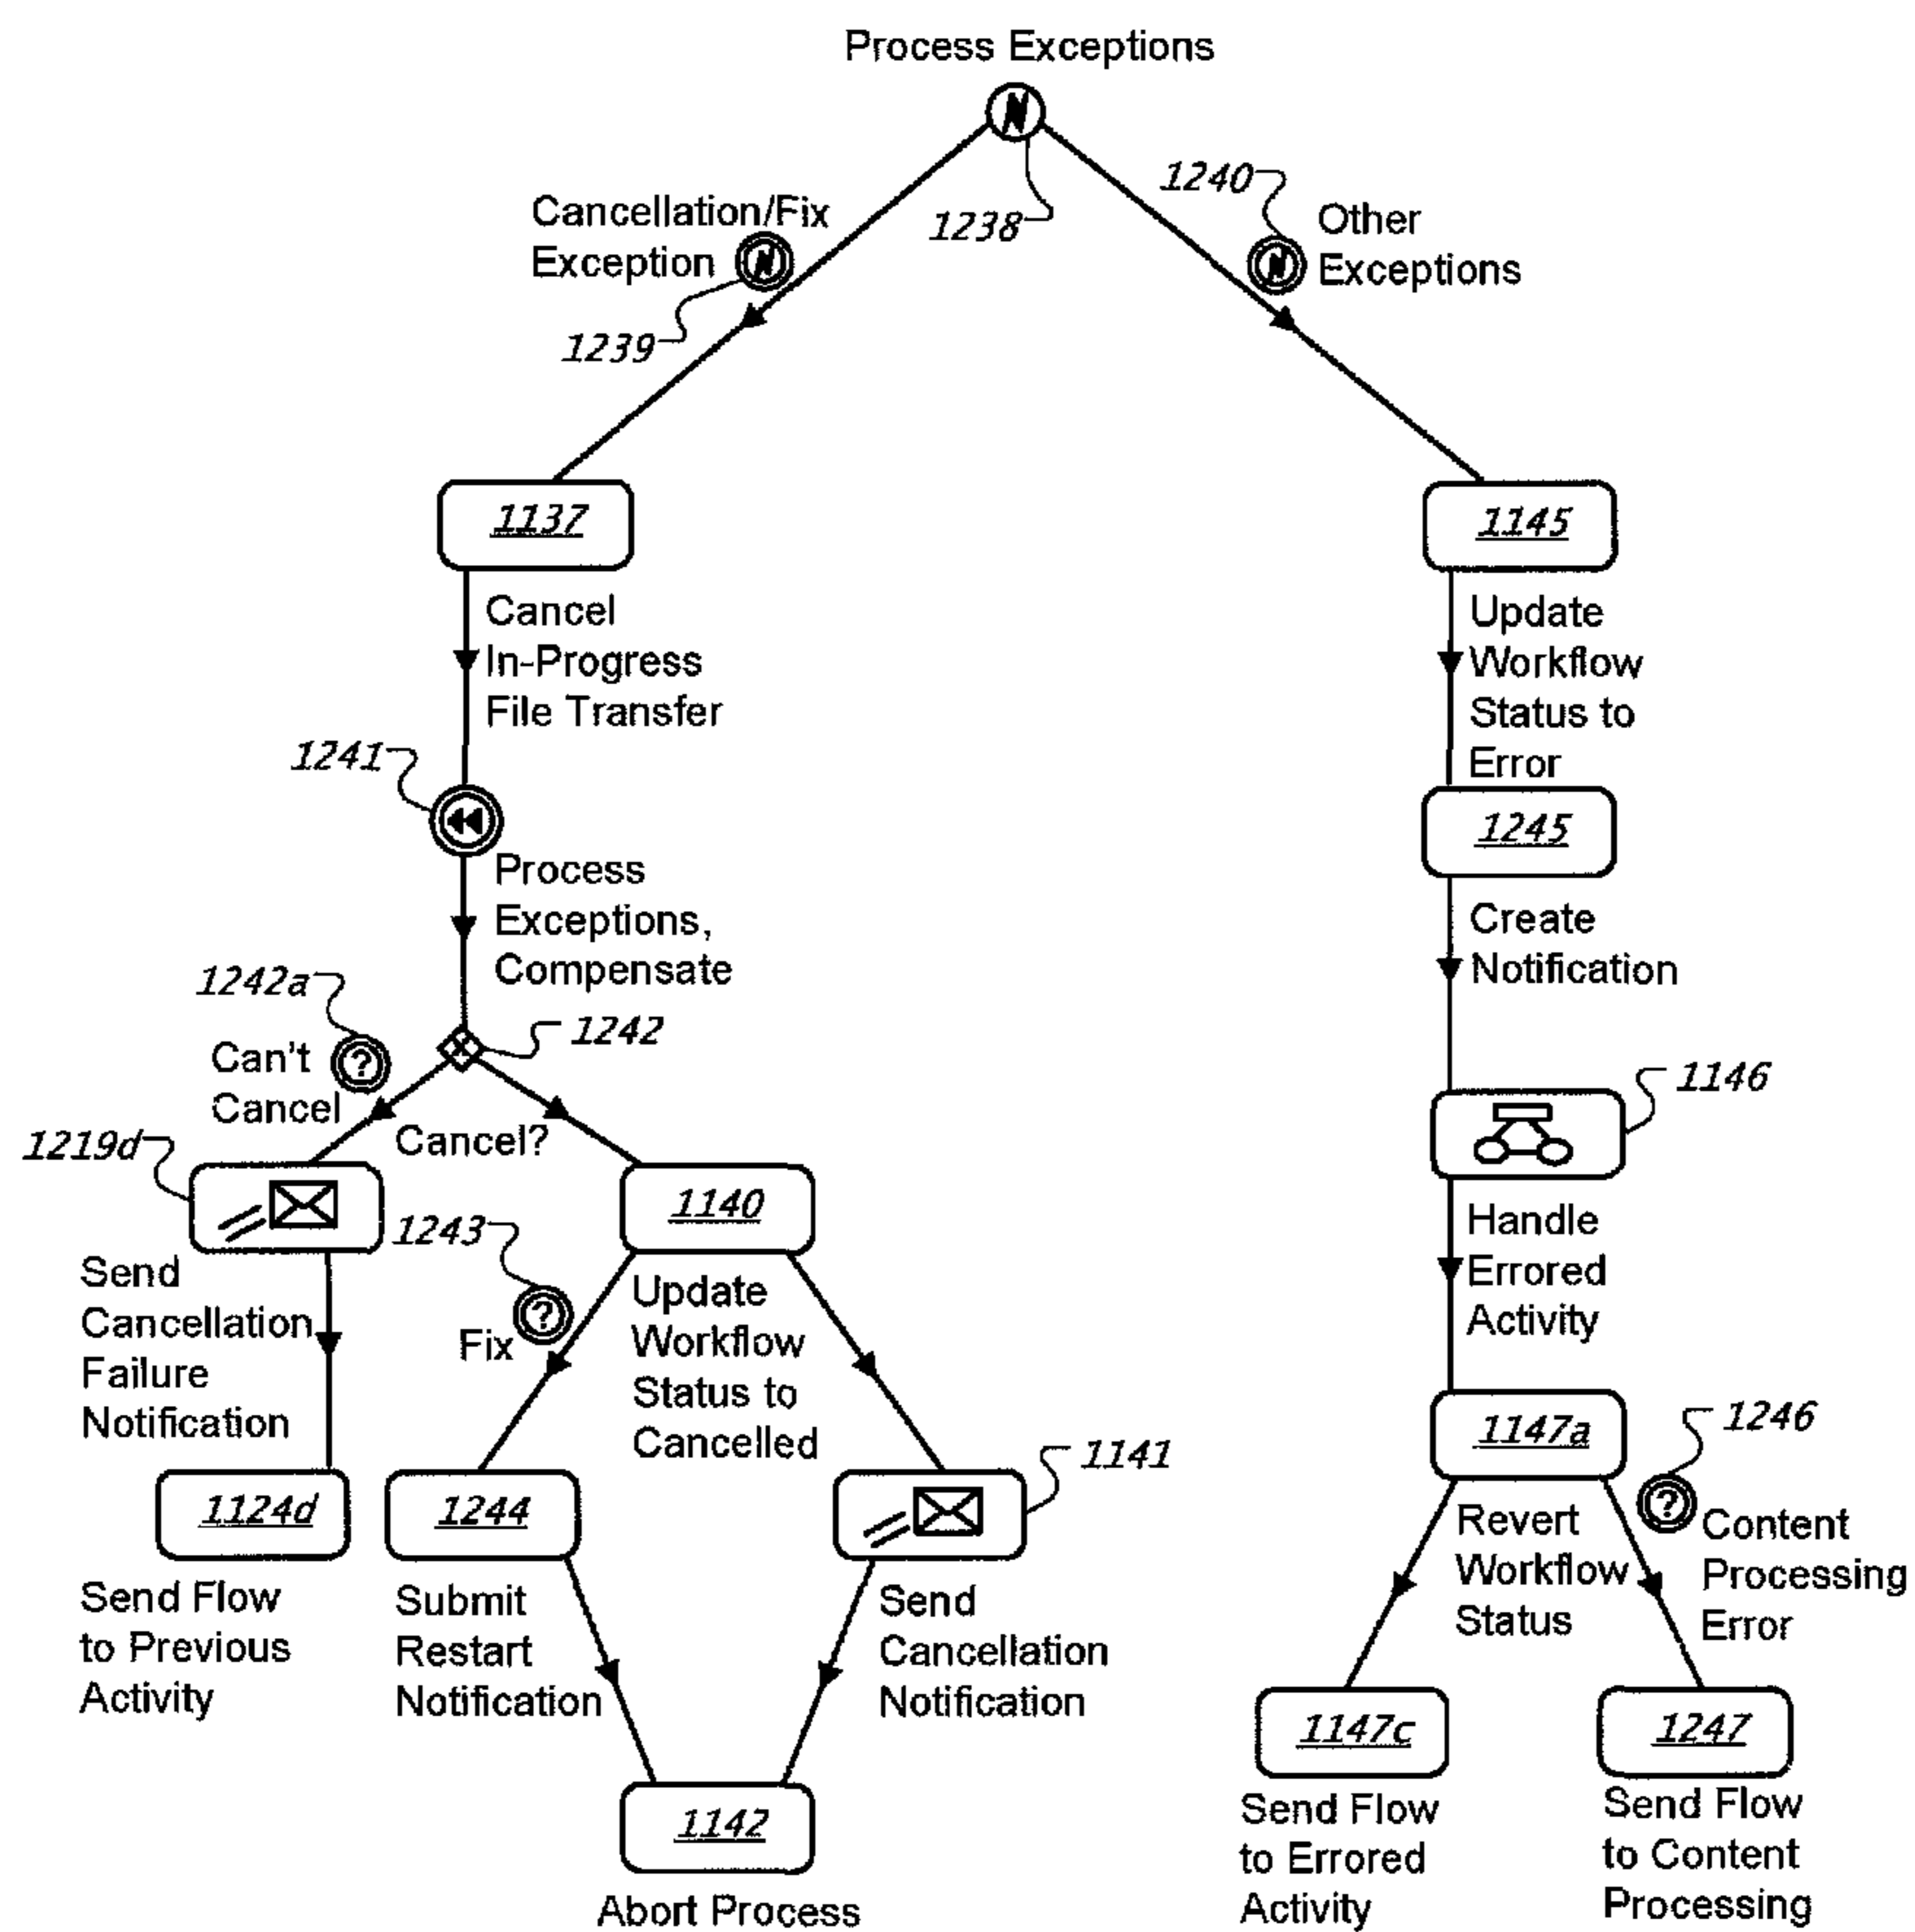 Process Exceptions
1238
Cancellation/Fix
Exception
1239
1240
Other
Exceptions
1137
Cancel
In-Progress
File Transfer
1241
Process
Exceptions,
Compensate
1242a
1242
Can't
Cancel
?
Cancel?
1219d
Send
Cancellation
Failure
Notification
1124d
Send Flow
to Previous
Activity
1140
1243
?
Fix
Update
Workflow
Status to
Cancelled
1244
Submit
Restart
Notification
1141
Send
Cancellation
Notification
1142
Abort Process
1145
Update
Workflow
Status to
Error
1245
Create
Notification
1146
Handle
Errored
Activity
1147a
1246
?
Revert
Workflow
Status
Content
Processing
Error
1147c
Send Flow
to Errored
Activity
1247
Send Flow
to Content
Processing